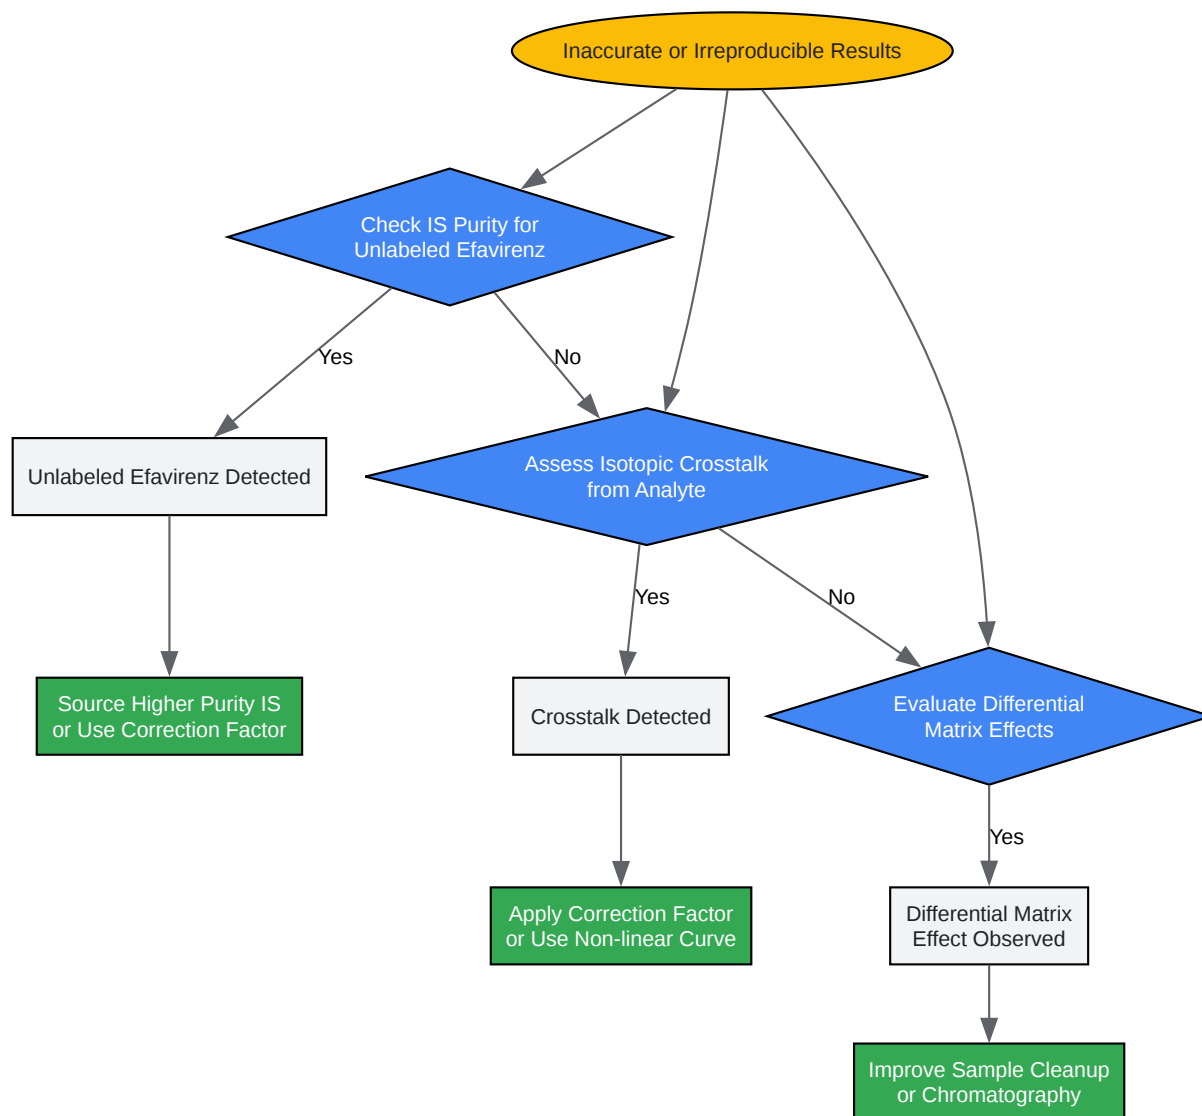 Inaccurate or Irreproducible Results
Check IS Purity for
Unlabeled Efavirenz
Yes
No
Unlabeled Efavirenz Detected
Assess Isotopic Crosstalk
from Analyte
Yes
No
Source Higher Purity IS
or Use Correction Factor
Crosstalk Detected
Evaluate Differential
Matrix Effects
Yes
Apply Correction Factor
or Use Non-linear Curve
Differential Matrix
Effect Observed
Improve Sample Cleanup
or Chromatography